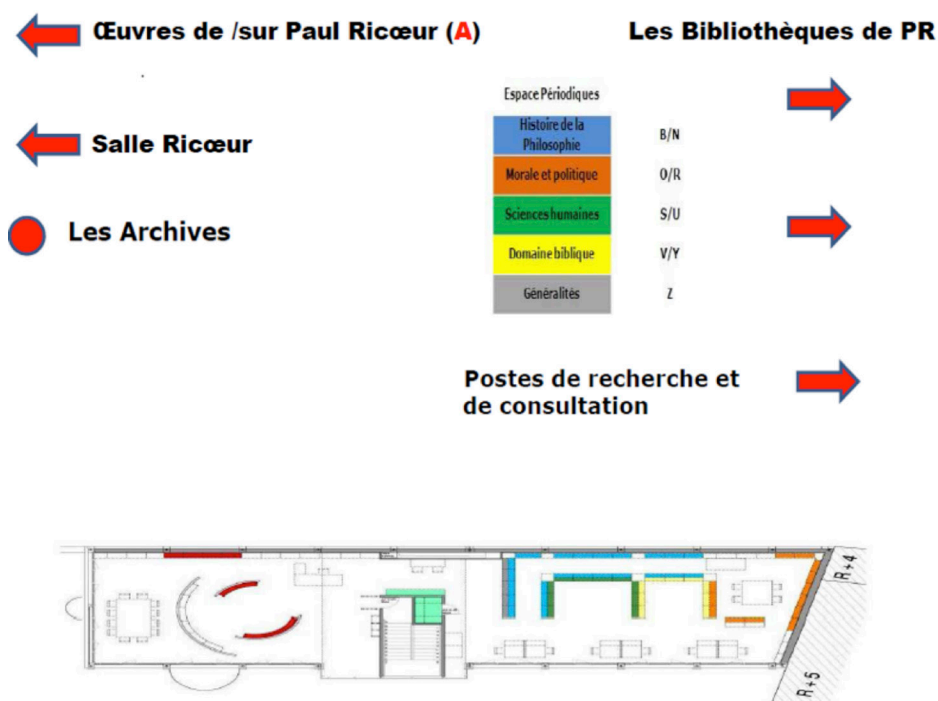 Œuvres de /sur Paul Ricœur (A)
Les Bibliothèques de PR
Salle Ricœur
Les Archives
Espace Périodiques
Histoire de la
Philosophie
B/N
Morale et politique
O/R
Sciences humaines
S/U
Domaine biblique
V/Y
Généralités
Z
Postes de recherche et
de consultation
R+4
R+5